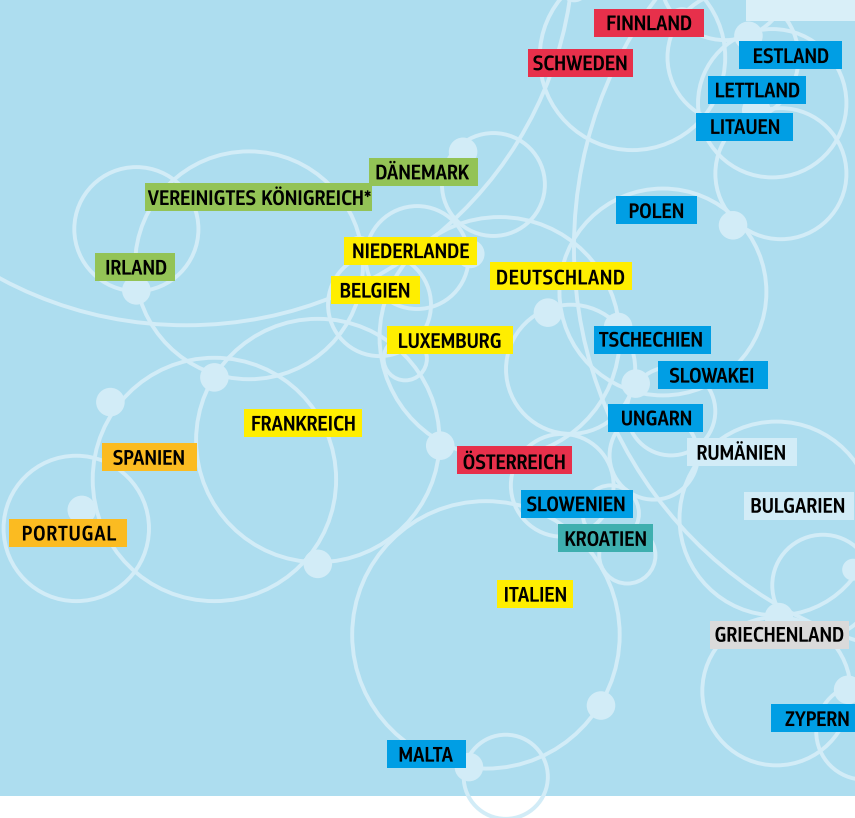 FINNLAND
SCHWEDEN
ESTLAND
LETTLAND
LITAUEN
DÄNEMARK
VEREINIGTES KÖNIGREICH*
POLEN
IRLAND
NIEDERLANDE
DEUTSCHLAND
BELGIEN
LUXEMBURG
TSCHECHIEN
SLOWAKEI
FRANKREICH
UNGARN
SPANIEN
ÖSTERREICH
RUMÄNIEN
SLOWENIEN
BULGARIEN
PORTUGAL
KROATIEN
ITALIEN
GRIECHENLAND
ZYPERN
MALTA